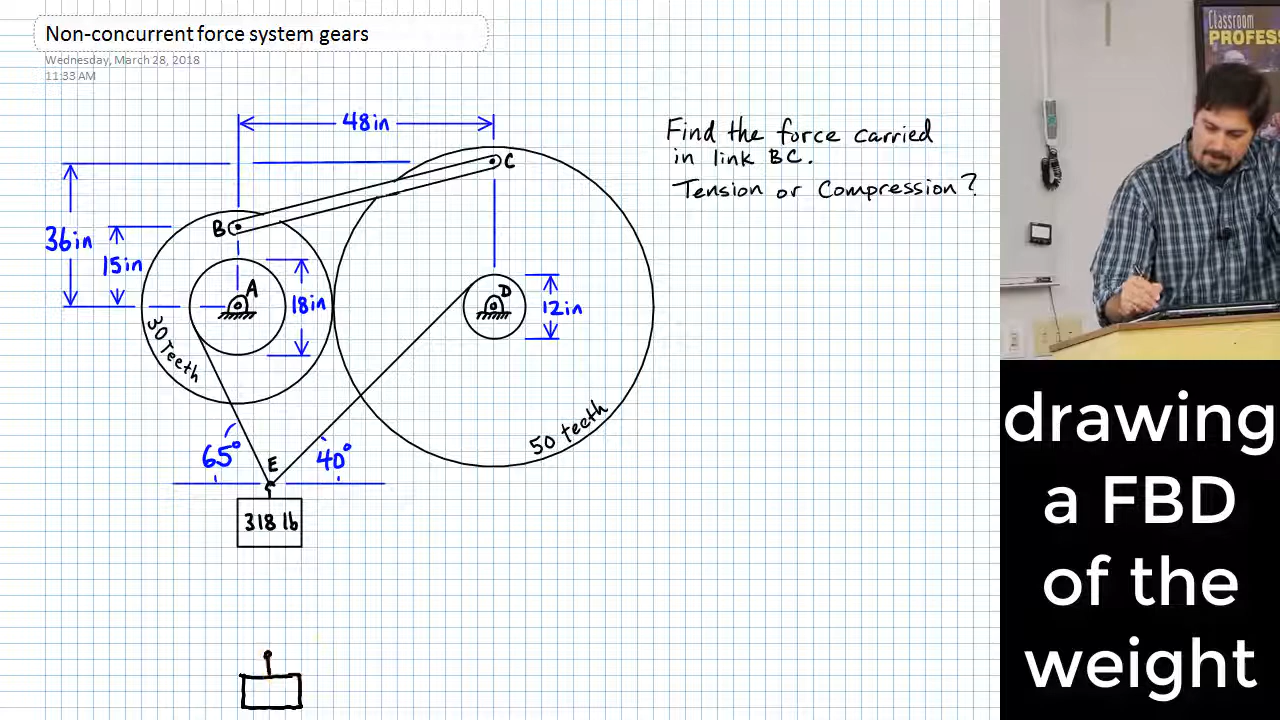 Non-concurrent force system gears
Wednesday, March 28, 2018
11:33 AM
48in
C
B
36in
15in
A
18in
D
12in
30 Teeth
50 teeth
65°
E
40°
318 lb
Find the force carried
in link BC.
Tension or Compression?
Classroom
PROFESS
drawing
a FBD
of the
weight